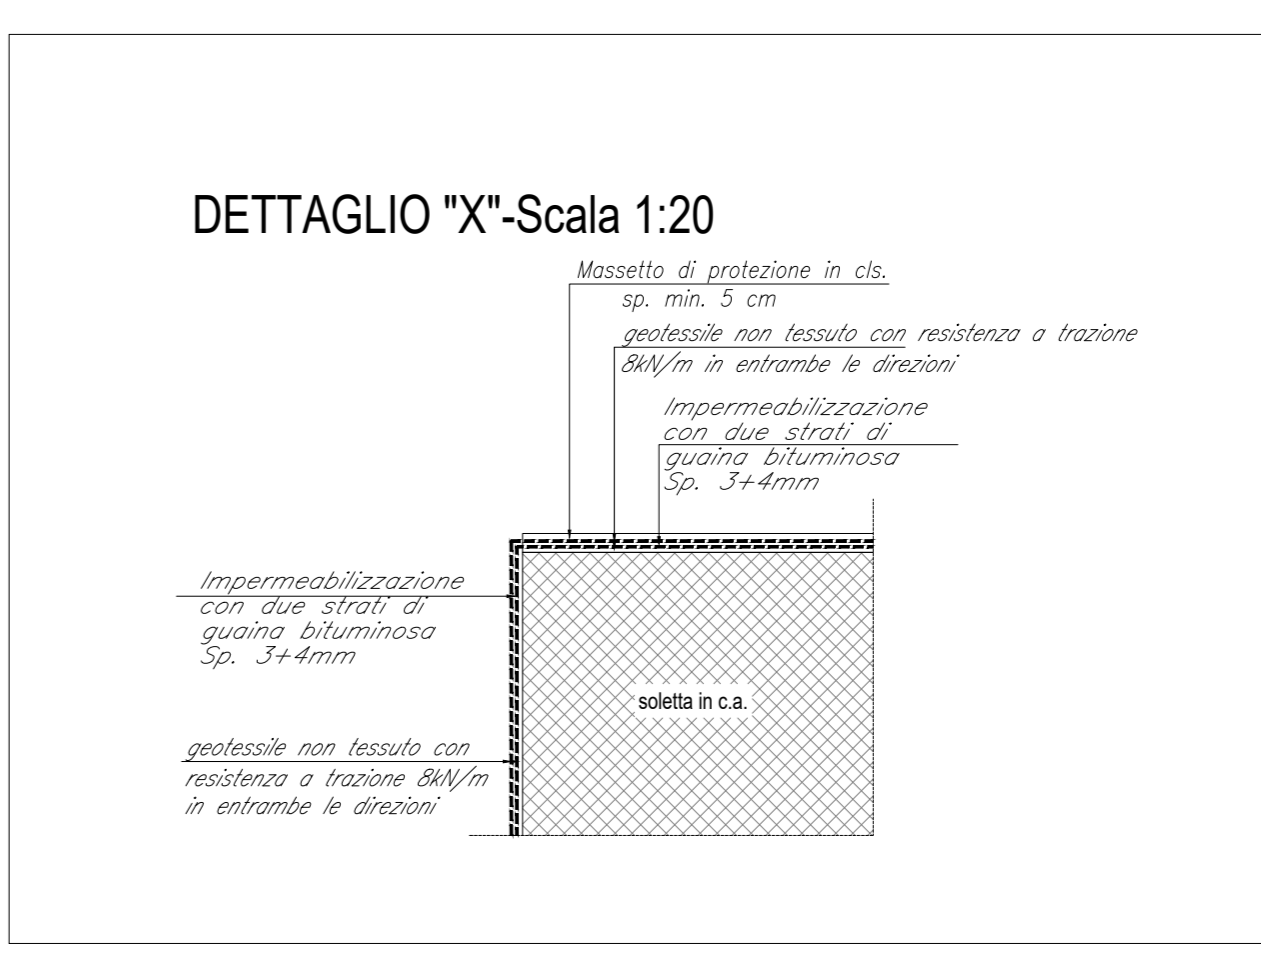 DETTAGLIO "X"-Scala 1:20
Massetto di protezione in cls.
sp. min. 5 cm
geotessile non tessuto con resistenza a trazione
8kN/m in entrambe le direzioni
Impermeabilizzazione
con due strati di
guaina bituminosa
Sp. 3+4mm
Impermeabilizzazione
con due strati di
guaina bituminosa
Sp. 3+4mm
soletta in c.a.
geotessile non tessuto con
resistenza a trazione 8kN/m
in entrambe le direzioni